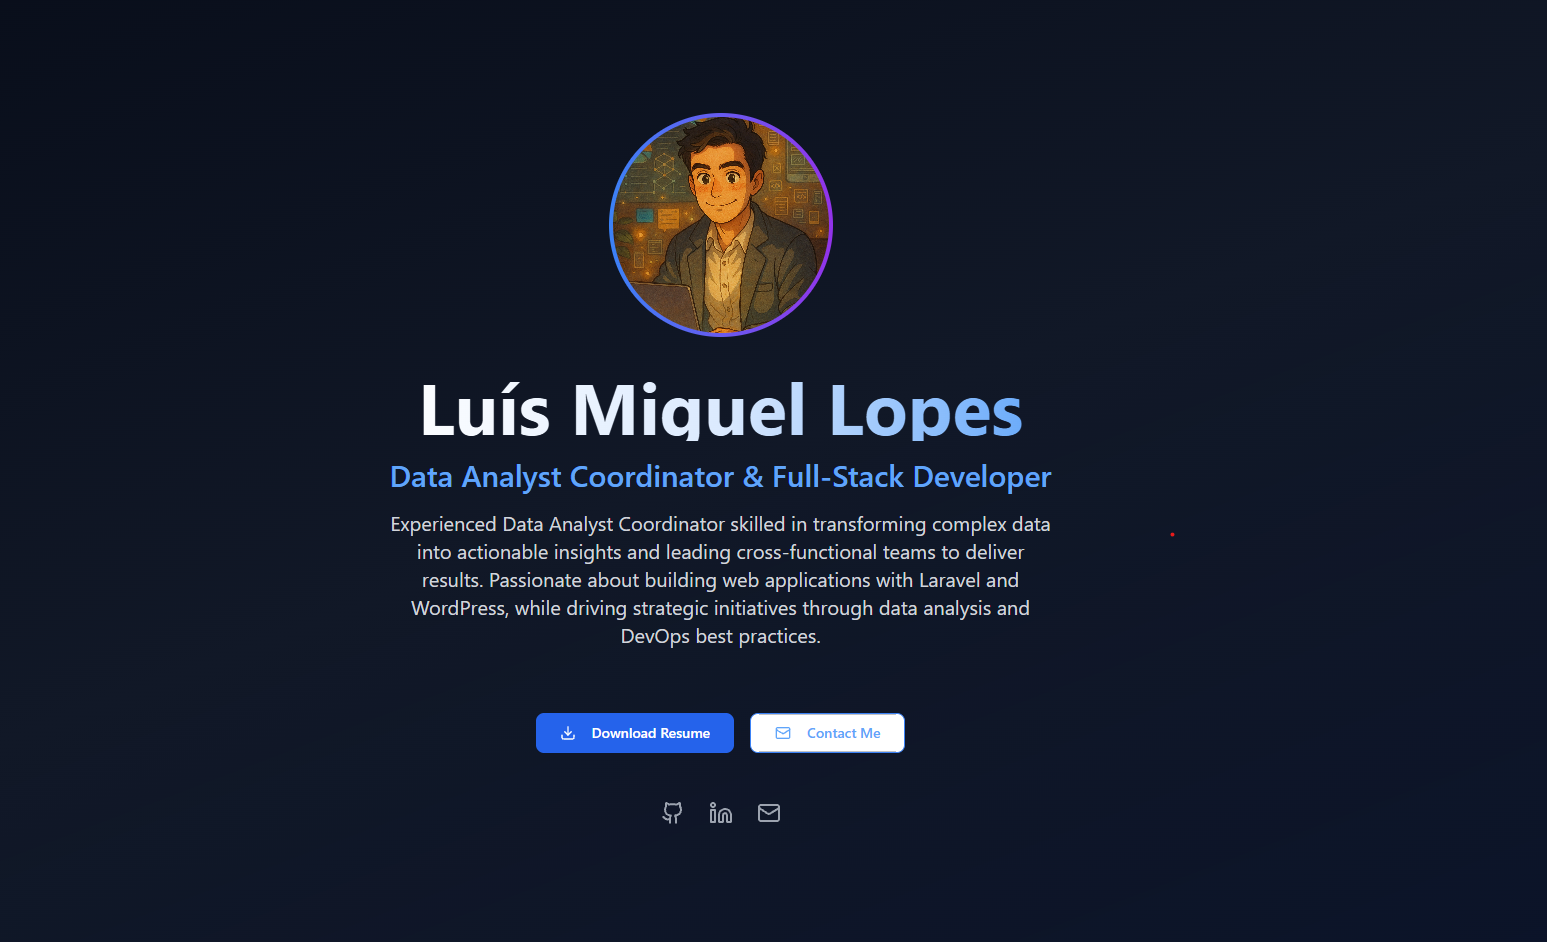 Luís Miguel Lopes
Data Analyst Coordinator & Full-Stack Developer
Experienced Data Analyst Coordinator skilled in transforming complex data
into actionable insights and leading cross-functional teams to deliver
results. Passionate about building web applications with Laravel and
WordPress, while driving strategic initiatives through data analysis and
DevOps best practices.
Download Resume
Contact Me